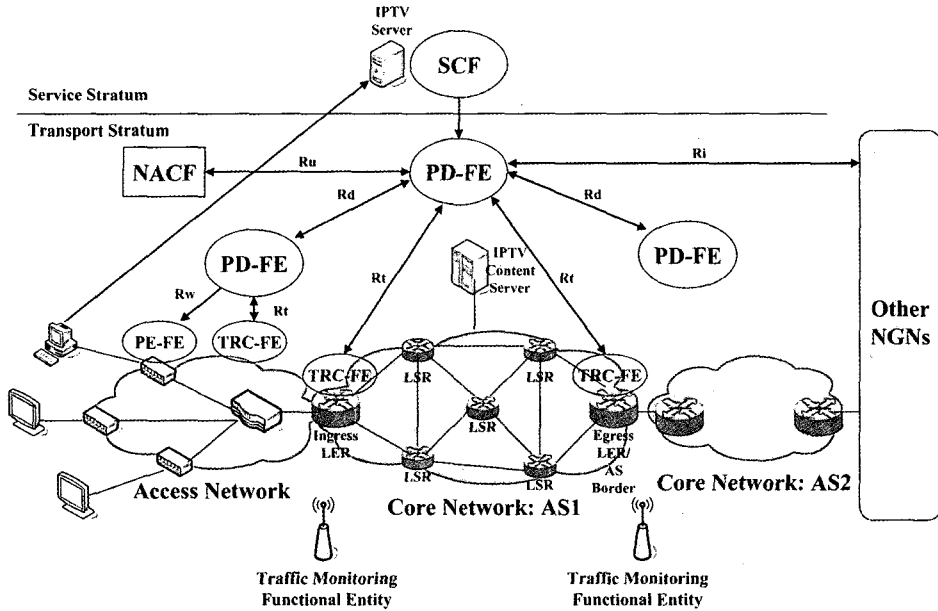 IPTV
Server
SCF
Service Stratum
Transport Stratum
NACF
Ru
PD-FE
Ri
Rd
Rd
PD-FE
PD-FE
IPTV
Content
Server
Rt
Rt
Rw
Rt
Other
NGNs
PE-FE
TRC-FE
TRC-FE
TRC-FE
LSR
LSR
LSR
Ingress
LER
Egress
LER/
AS
Border
LSR
LSR
Access Network
Core Network: AS1
Core Network: AS2
Traffic Monitoring
Functional Entity
Traffic Monitoring
Functional Entity